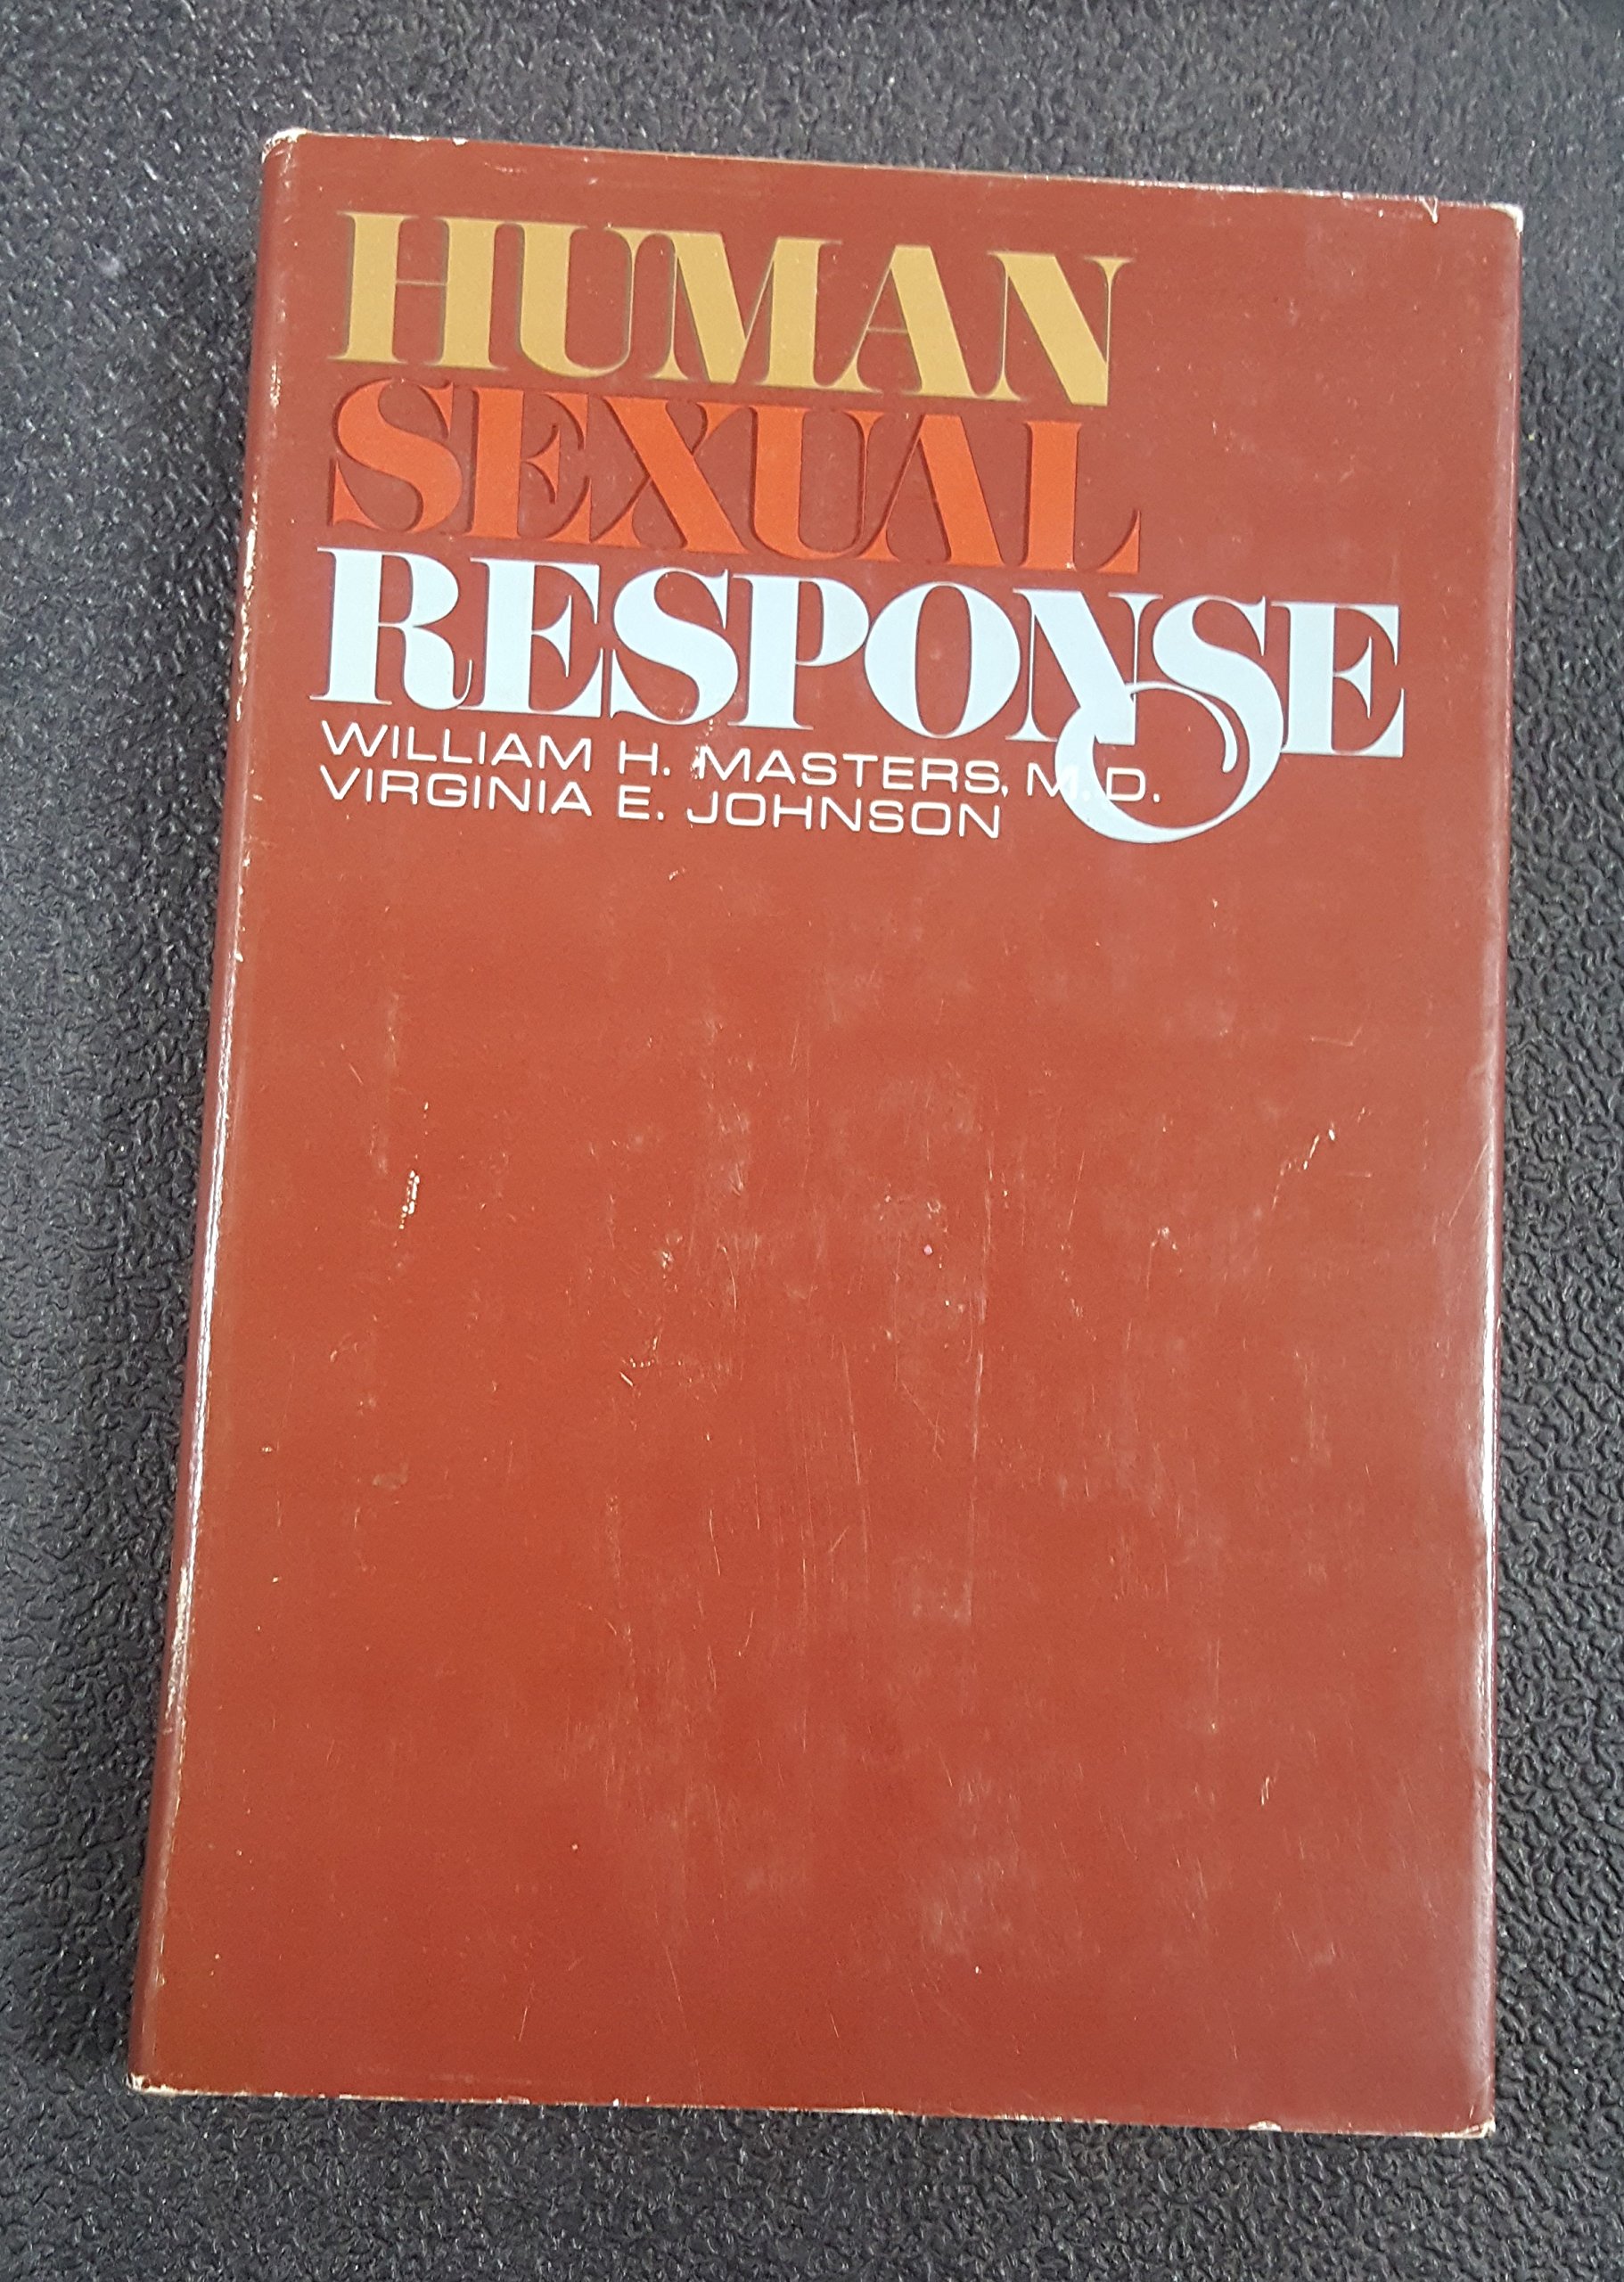 HUMAN
SEXUAL
RESPONSE
WILLIAM H. MASTERS, M.D.
VIRGINIA E. JOHNSON